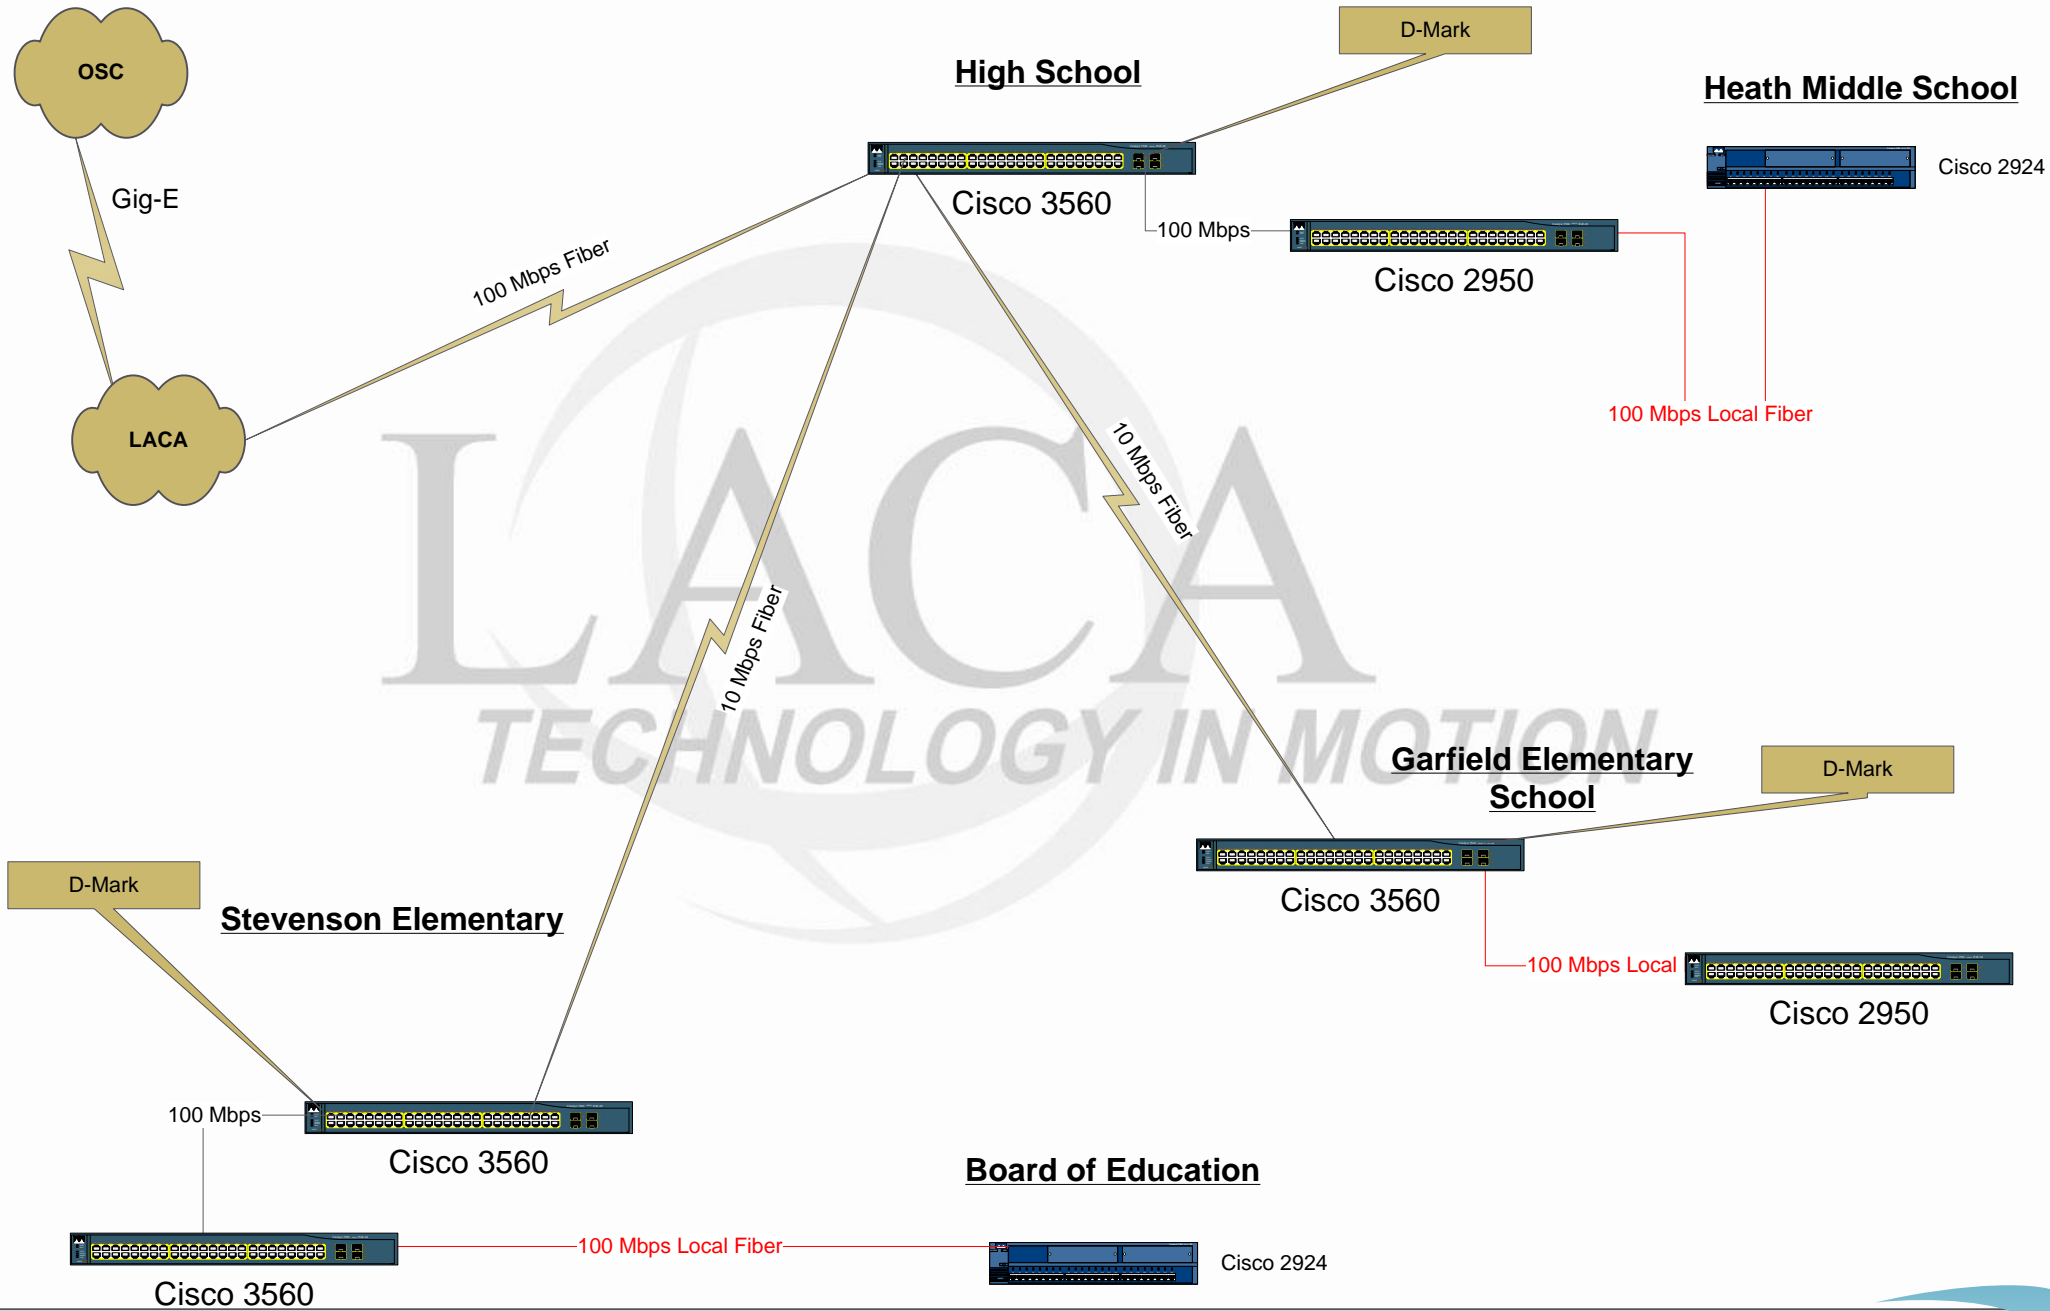 OSC
D-Mark
High School
Heath Middle School
Cisco 2924
Gig-E
Cisco 3560
100 Mbps
100 Mbps Fiber
Cisco 2950
100 Mbps Local Fiber
LACA
10 Mbps Fiber
LACA
10 Mbps Fiber
TECHNOLOGY IN MOTION
Garfield Elementary
School
D-Mark
D-Mark
Stevenson Elementary
Cisco 3560
100 Mbps Local
Cisco 2950
100 Mbps
Cisco 3560
Board of Education
100 Mbps Local Fiber
Cisco 2924
Cisco 3560